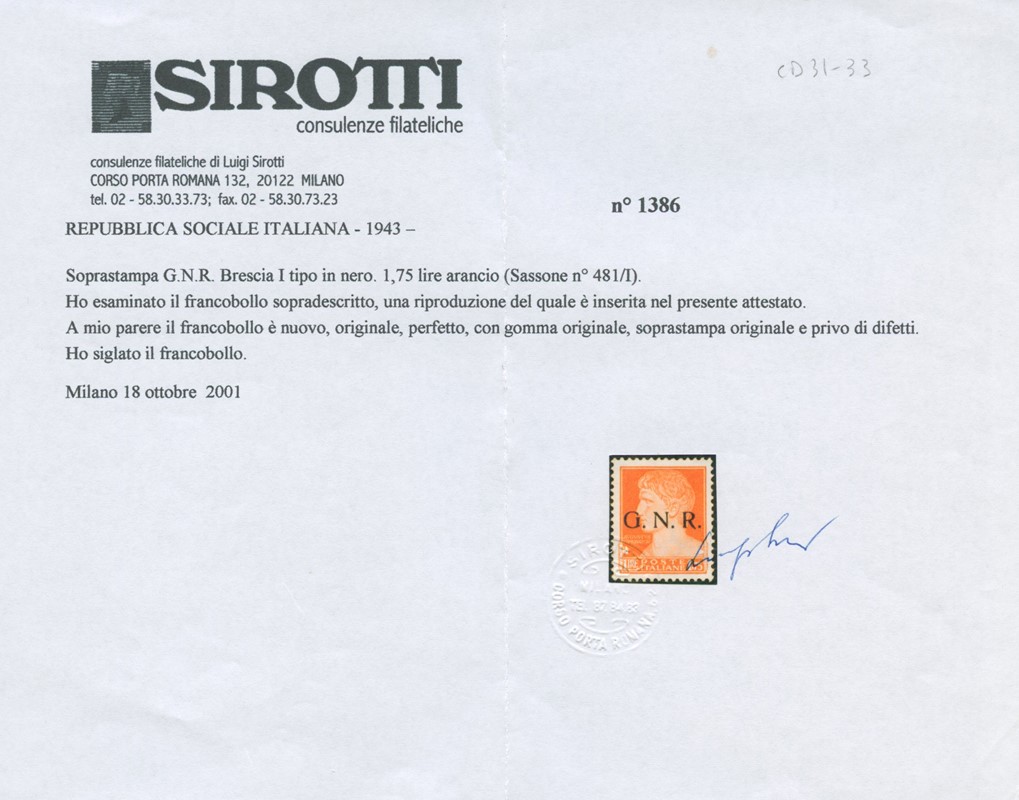 CD31-33
SIROTTI
consulenze filateliche
consulenze filateliche di Luigi Sirotti
CORSO PORTA ROMANA 132, 20122 MILANO
tel. 02 - 58.30.33.73; fax. 02 - 58.30.73.23
n° 1386
REPUBBLICA SOCIALE ITALIANA - 1943 –
Soprastampa G.N.R. Brescia I tipo in nero. 1,75 lire arancio (Sassone n° 481/I).
Ho esaminato il francobollo sopradescritto, una riproduzione del quale è inserita nel presente attestato.
A mio parere il francobollo è nuovo, originale, perfetto, con gomma originale, soprastampa originale e privo di difetti.
Ho siglato il francobollo.
Milano 18 ottobre 2001
G. N. R.
POSTE
ITALIANE
CORSO PORTA ROMANA